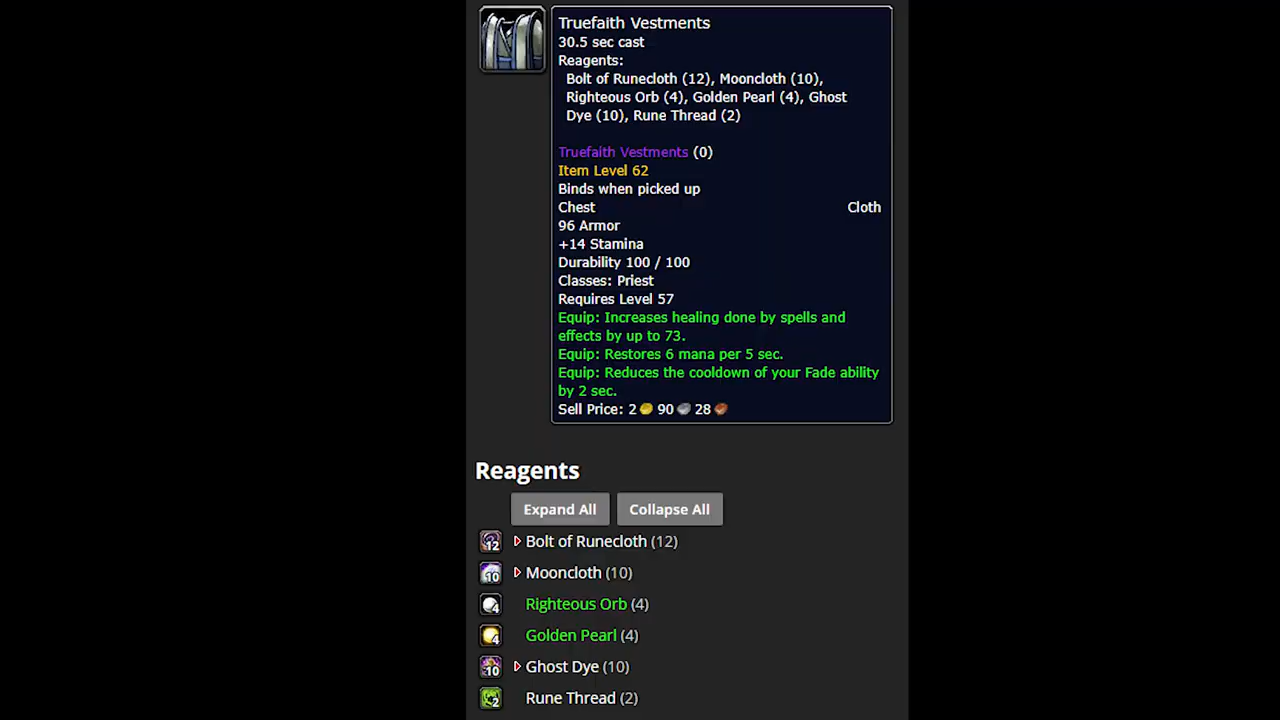 Truefaith Vestments
30.5 sec cast
Reagents:
Bolt of Runecloth (12), Mooncloth (10),
Righteous Orb (4), Golden Pearl (4), Ghost
Dye (10), Rune Thread (2)
Truefaith Vestments (0)
Item Level 62
Binds when picked up
Chest Cloth
96 Armor
+14 Stamina
Durability 100 / 100
Classes: Priest
Requires Level 57
Equip: Increases healing done by spells and
effects by up to 73.
Equip: Restores 6 mana per 5 sec.
Equip: Reduces the cooldown of your Fade ability
by 2 sec.
Sell Price: 2 90 28
Reagents
Expand All Collapse All
12 Bolt of Runecloth (12)
10 Mooncloth (10)
4 Righteous Orb (4)
4 Golden Pearl (4)
10 Ghost Dye (10)
2 Rune Thread (2)